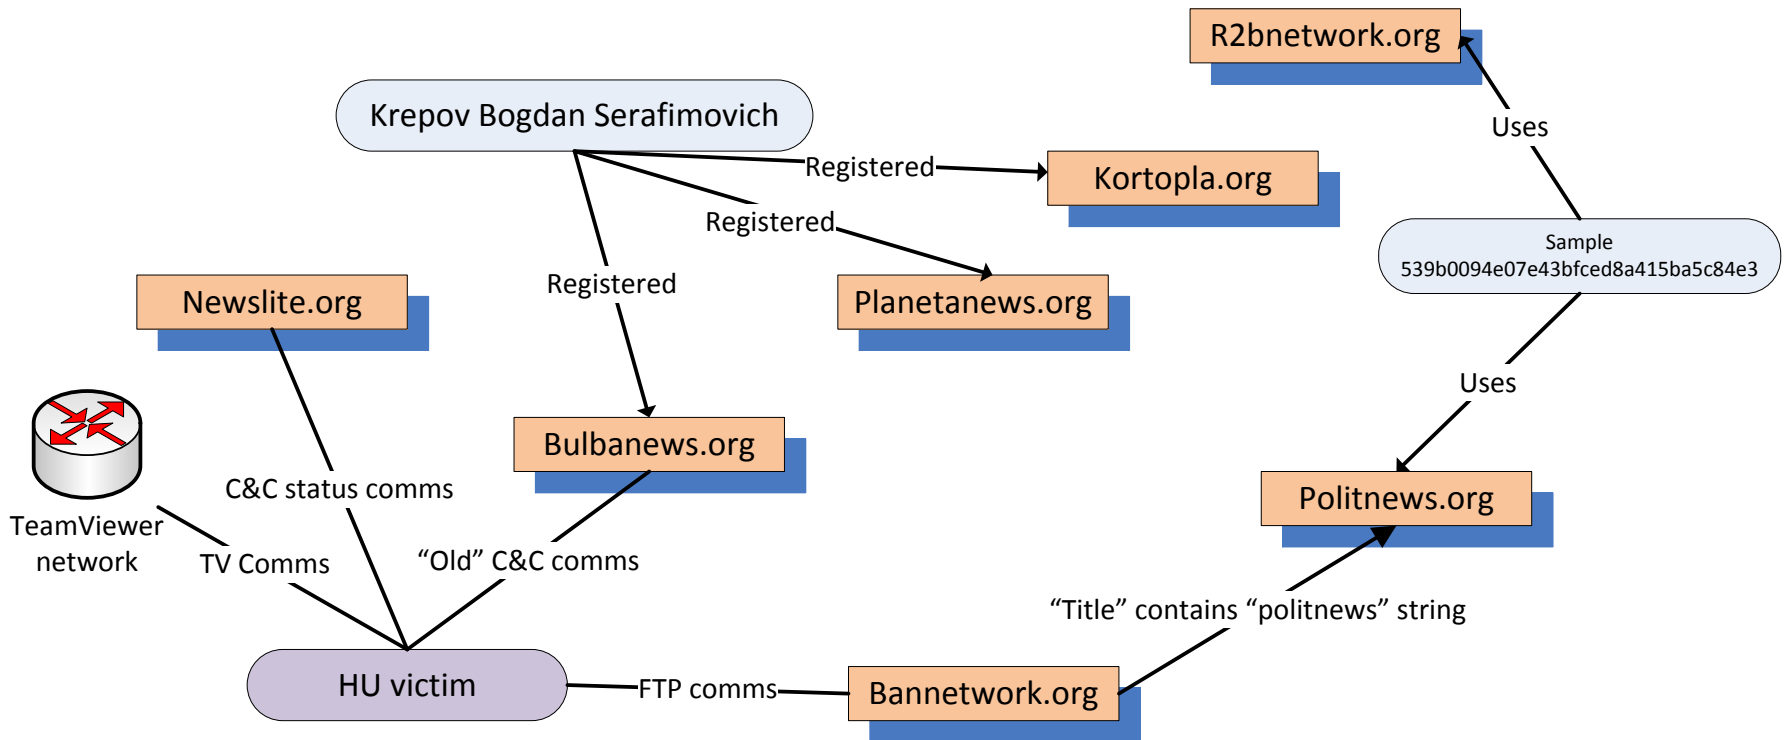 R2bnetwork.org
Krepov Bogdan Serafimovich
Uses
Registered
Kortopla.org
Registered
Sample
539b0094e07e43bfced8a415ba5c84e3
Registered
Newslite.org
Planetanews.org
Uses
Bulbanews.org
C&C status comms
Politnews.org
TeamViewer
network
TV Comms
“Old” C&C comms
“Title” contains “politnews” string
HU victim
FTP comms
Bannetwork.org